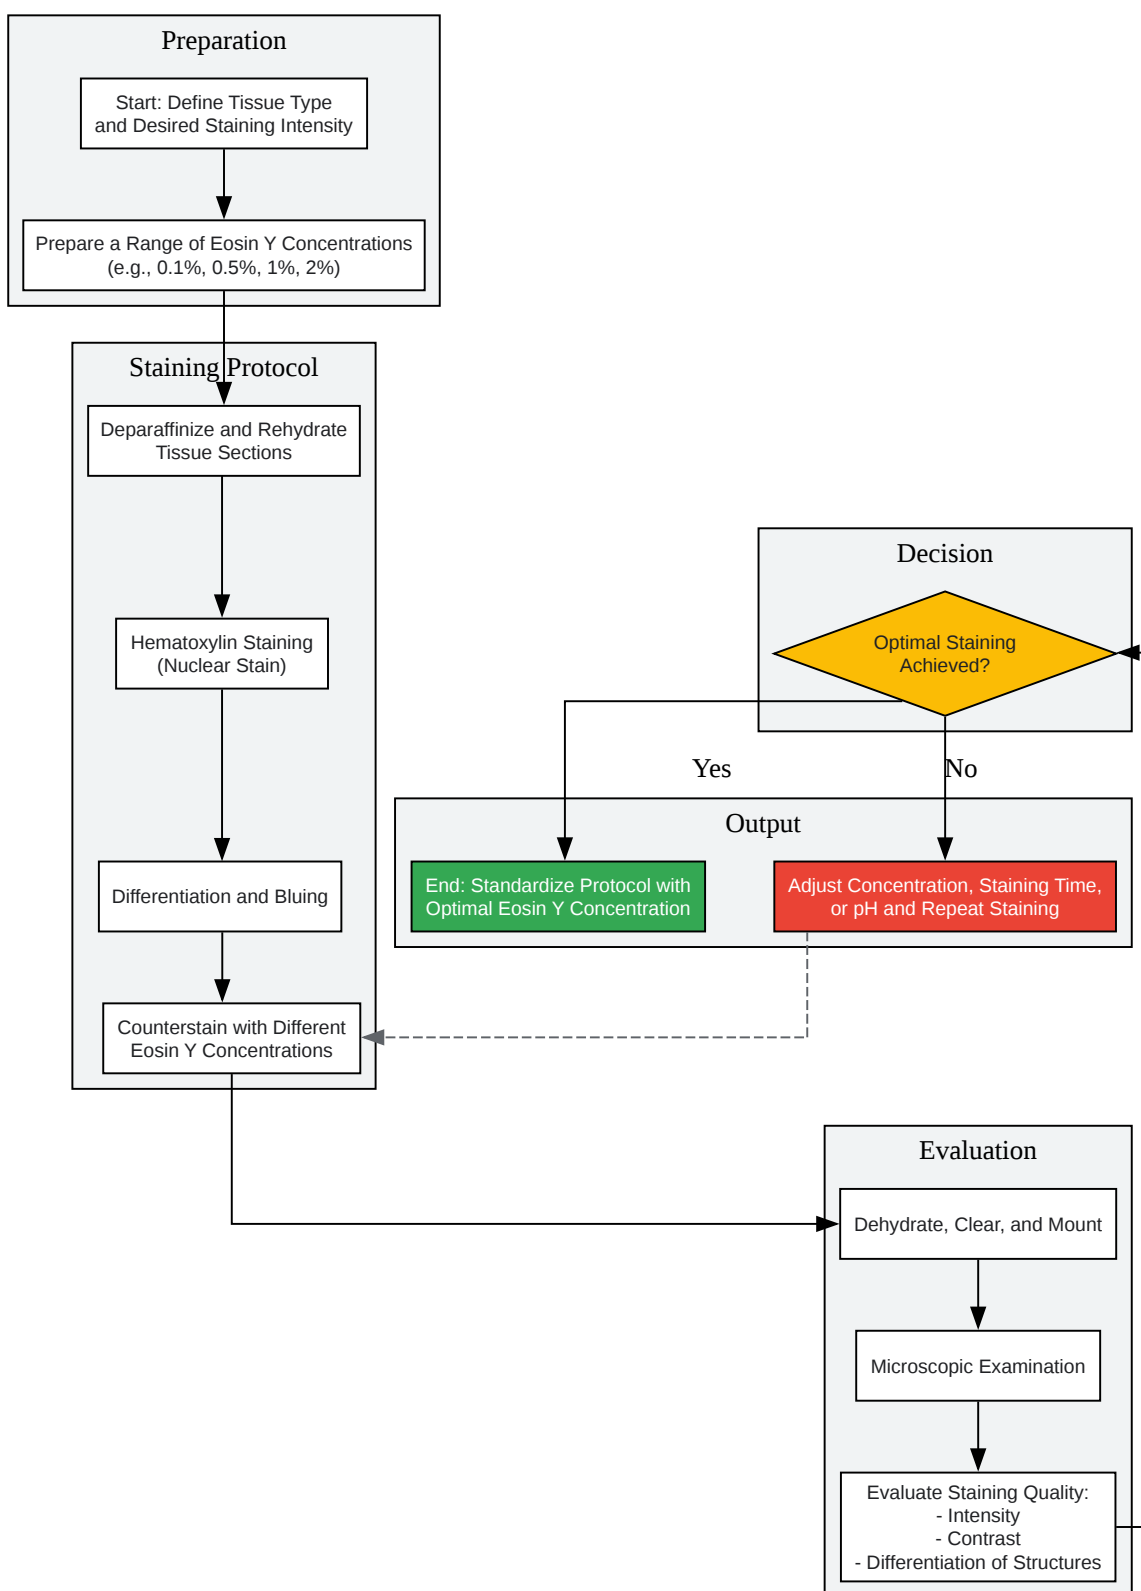 Preparation
Start: Define Tissue Type
and Desired Staining Intensity
Prepare a Range of Eosin Y Concentrations
(e.g., 0.1%, 0.5%, 1%, 2%)
Staining Protocol
Deparaffinize and Rehydrate
Tissue Sections
Hematoxylin Staining
(Nuclear Stain)
Differentiation and Bluing
Counterstain with Different
Eosin Y Concentrations
Decision
Optimal Staining
Achieved?
Yes
No
Output
End: Standardize Protocol with
Optimal Eosin Y Concentration
Adjust Concentration, Staining Time,
or pH and Repeat Staining
Evaluation
Dehydrate, Clear, and Mount
Microscopic Examination
Evaluate Staining Quality:
- Intensity
- Contrast
- Differentiation of Structures